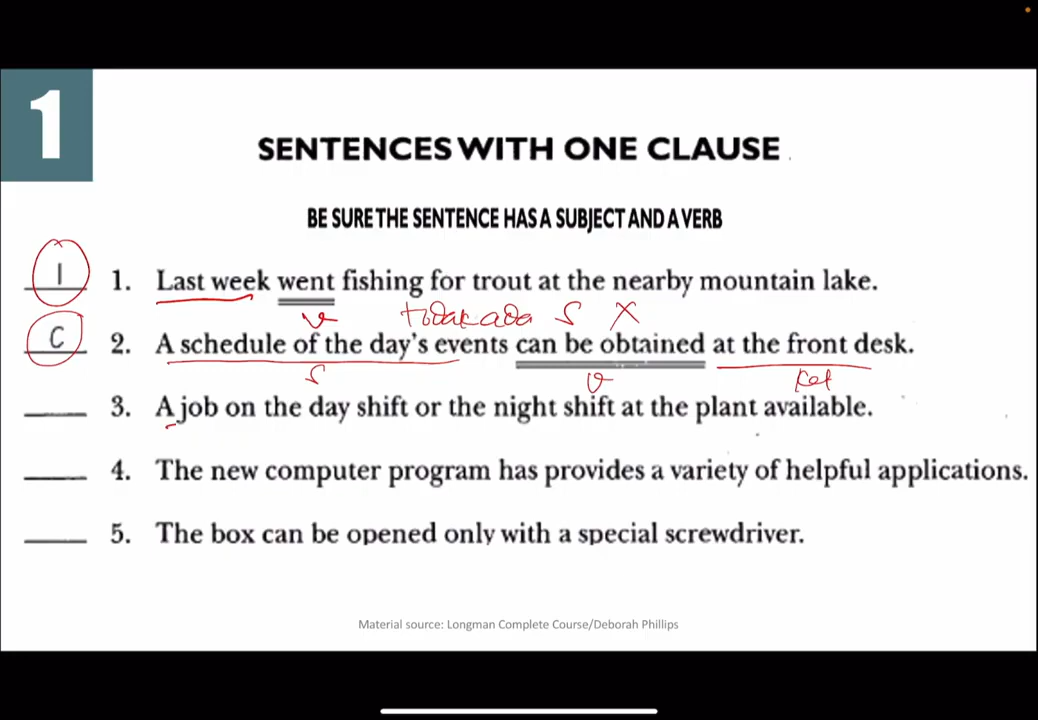 1
SENTENCES WITH ONE CLAUSE
BE SURE THE SENTENCE HAS A SUBJECT AND A VERB
I 1. Last week went fishing for trout at the nearby mountain lake.
v tidak ada S X
C 2. A schedule of the day's events can be obtained at the front desk.
S v ket
3. A job on the day shift or the night shift at the plant available.
4. The new computer program has provides a variety of helpful applications.
5. The box can be opened only with a special screwdriver.
Material source: Longman Complete Course/Deborah Phillips